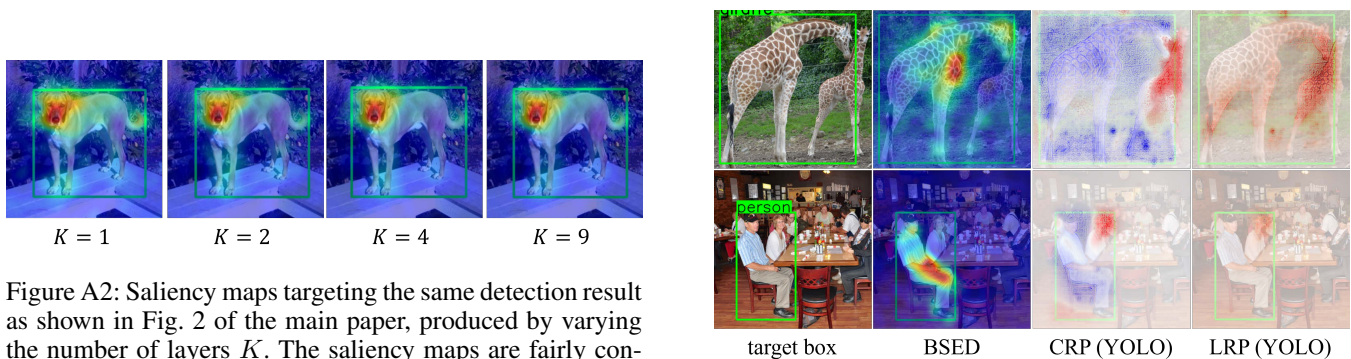 K = 1
K = 2
K = 4
K = 9
Figure A2: Saliency maps targeting the same detection result
as shown in Fig. 2 of the main paper, produced by varying
the number of layers K. The saliency maps are fairly con-
giraffe
person
target box
BSED
CRP (YOLO)
LRP (YOLO)